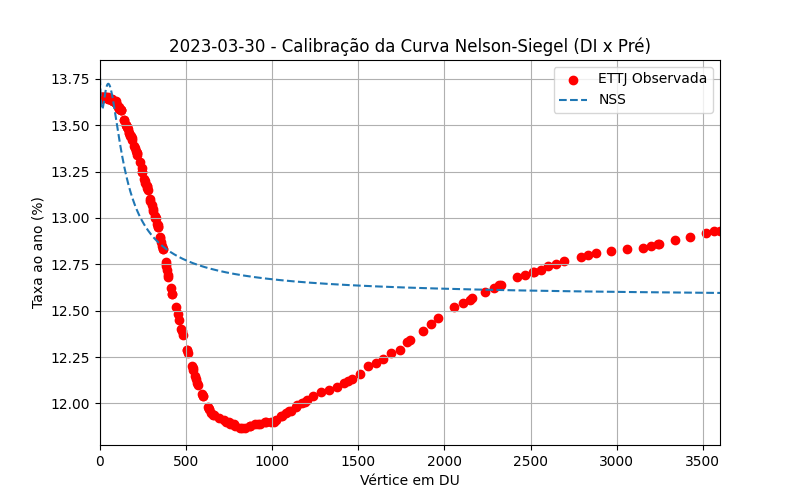 2023-03-30 - Calibração da Curva Nelson-Siegel (DI x Pré)
ETTJ Observada
NSS
Taxa ao ano (%)
13.75
13.50
13.25
13.00
12.75
12.50
12.25
12.00
0 500 1000 1500 2000 2500 3000 3500
Vértice em DU